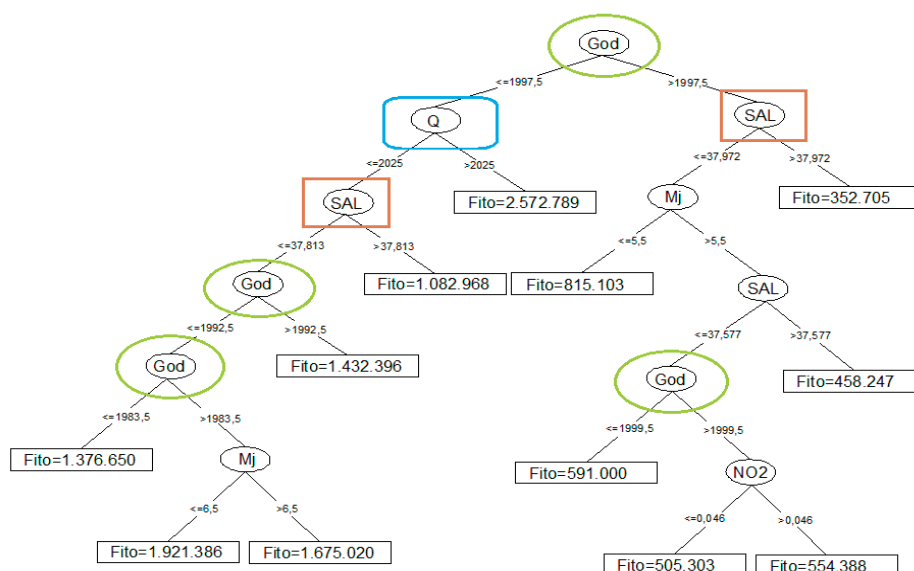 God
<=1997,5
>1997,5
Q
SAL
<=2025
>2025
<=37,972
>37,972
SAL
Fito=2.572.789
Mj
Fito=352.705
<=37,813
>37,813
<=5,5
>5,5
God
Fito=1.082.968
Fito=815.103
SAL
<=1992,5
>1992,5
<=37,577
>37,577
God
Fito=1.432.396
God
Fito=458.247
<=1983,5
>1983,5
<=1999,5
>1999,5
Fito=1.376.650
Mj
Fito=591.000
NO2
<=6,5
>6,5
<=0,046
>0,046
Fito=1.921.386
Fito=1.675.020
Fito=505.303
Fito=554.388